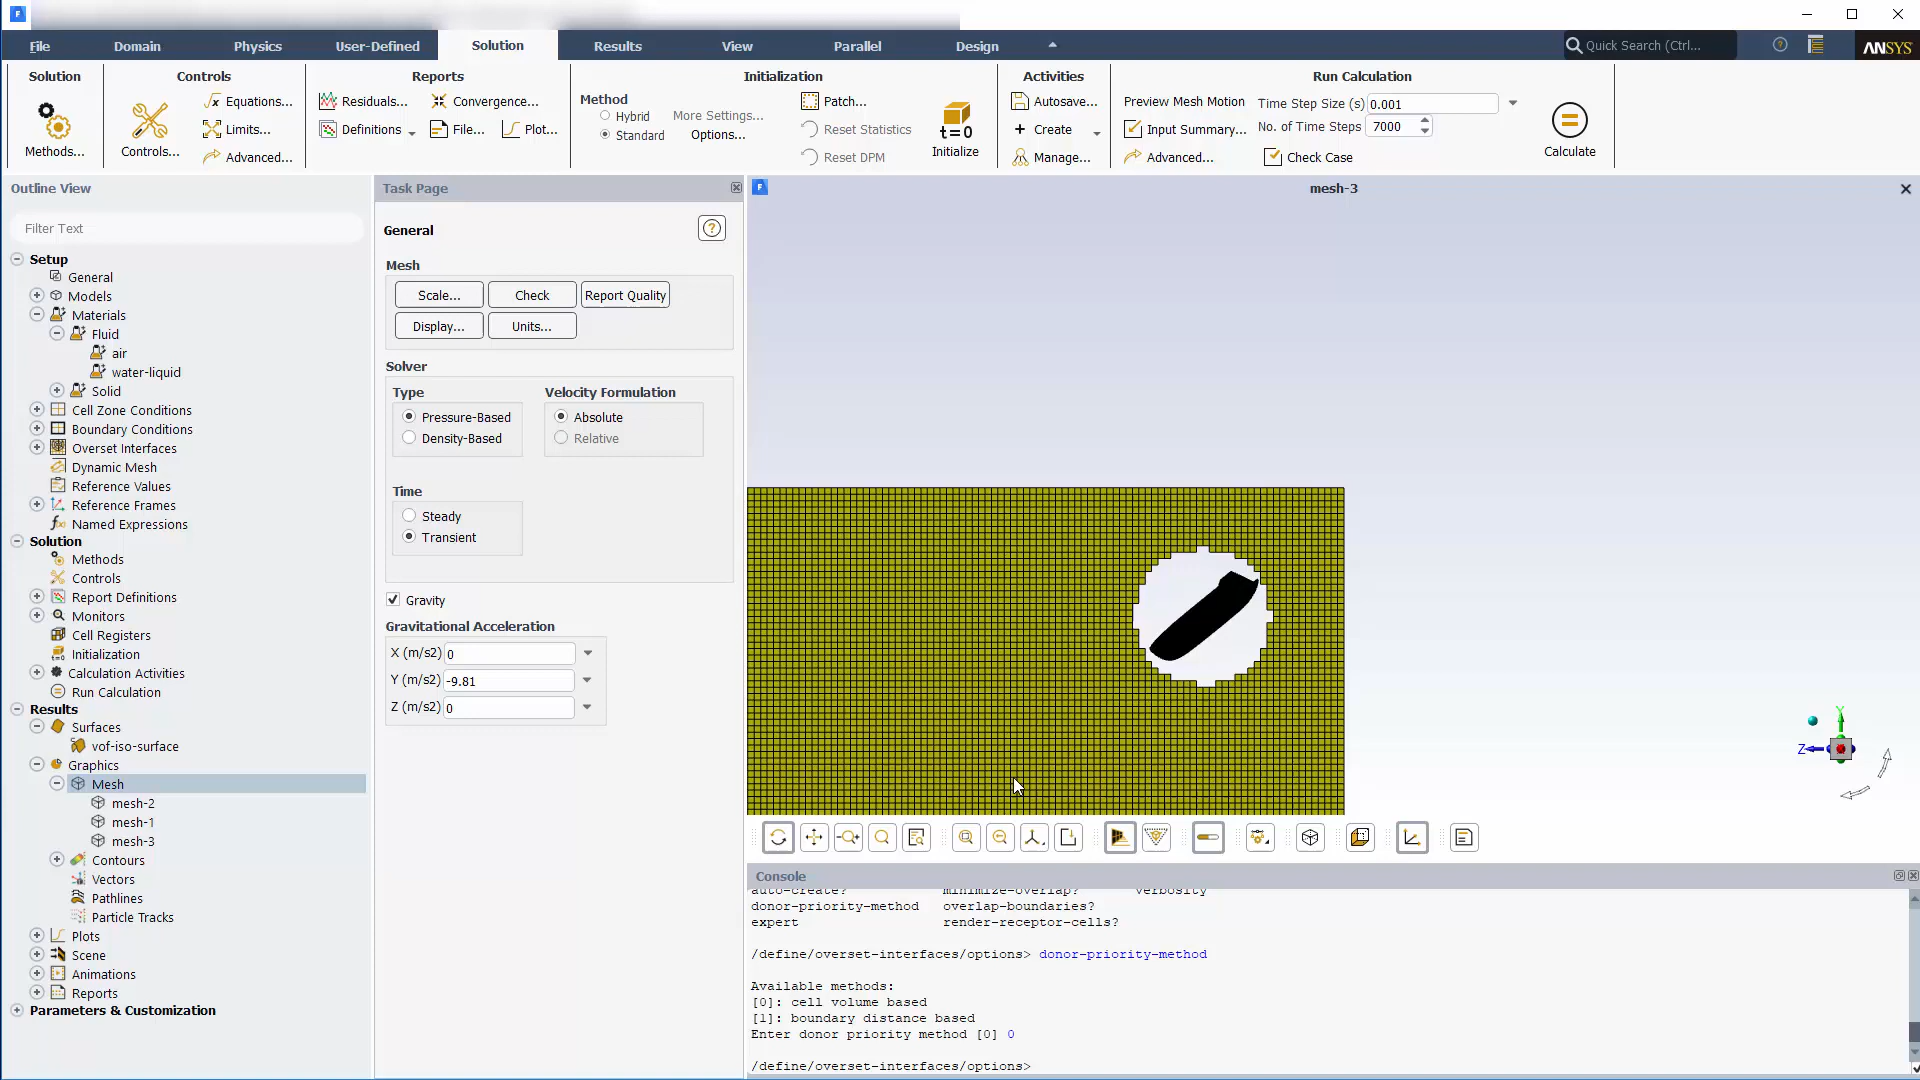 File Domain Physics User-Defined Solution Results View Parallel Design Quick Search (Ctrl... ANSYS
Solution Controls Reports Initialization Activities Run Calculation
Methods...
Controls...
Equations...
Limits...
Advanced...
Residuals... Convergence...
Definitions File... Plot...
Method
Hybrid
Standard
More Settings...
Options...
Patch...
Reset Statistics
Reset DPM
t=0
Initialize
Autosave...
Create
Manage...
Preview Mesh Motion
Input Summary...
Advanced...
Time Step Size (s) 0.001
No. of Time Steps 7000
Check Case
Calculate
Outline View
Filter Text
Setup
General
Models
Materials
Fluid
air
water-liquid
Solid
Cell Zone Conditions
Boundary Conditions
Overset Interfaces
Dynamic Mesh
Reference Values
Reference Frames
Named Expressions
Solution
Methods
Controls
Report Definitions
Monitors
Cell Registers
Initialization
Calculation Activities
Run Calculation
Results
Surfaces
vof-iso-surface
Graphics
Mesh
mesh-2
mesh-1
mesh-3
Contours
Vectors
Pathlines
Particle Tracks
Plots
Scene
Animations
Reports
Parameters & Customization
Task Page
General
Mesh
Scale... Check Report Quality
Display... Units...
Solver
Type
Pressure-Based
Density-Based
Velocity Formulation
Absolute
Relative
Time
Steady
Transient
Gravity
Gravitational Acceleration
X (m/s2) 0
Y (m/s2) -9.81
Z (m/s2) 0
mesh-3
Y
Z
Console
auto-create? minimize-overlap? verbosity
donor-priority-method overlap-boundaries?
expert render-receptor-cells?
/define/overset-interfaces/options> donor-priority-method
Available methods:
[0]: cell volume based
[1]: boundary distance based
Enter donor priority method [0] 0
/define/overset-interfaces/options>